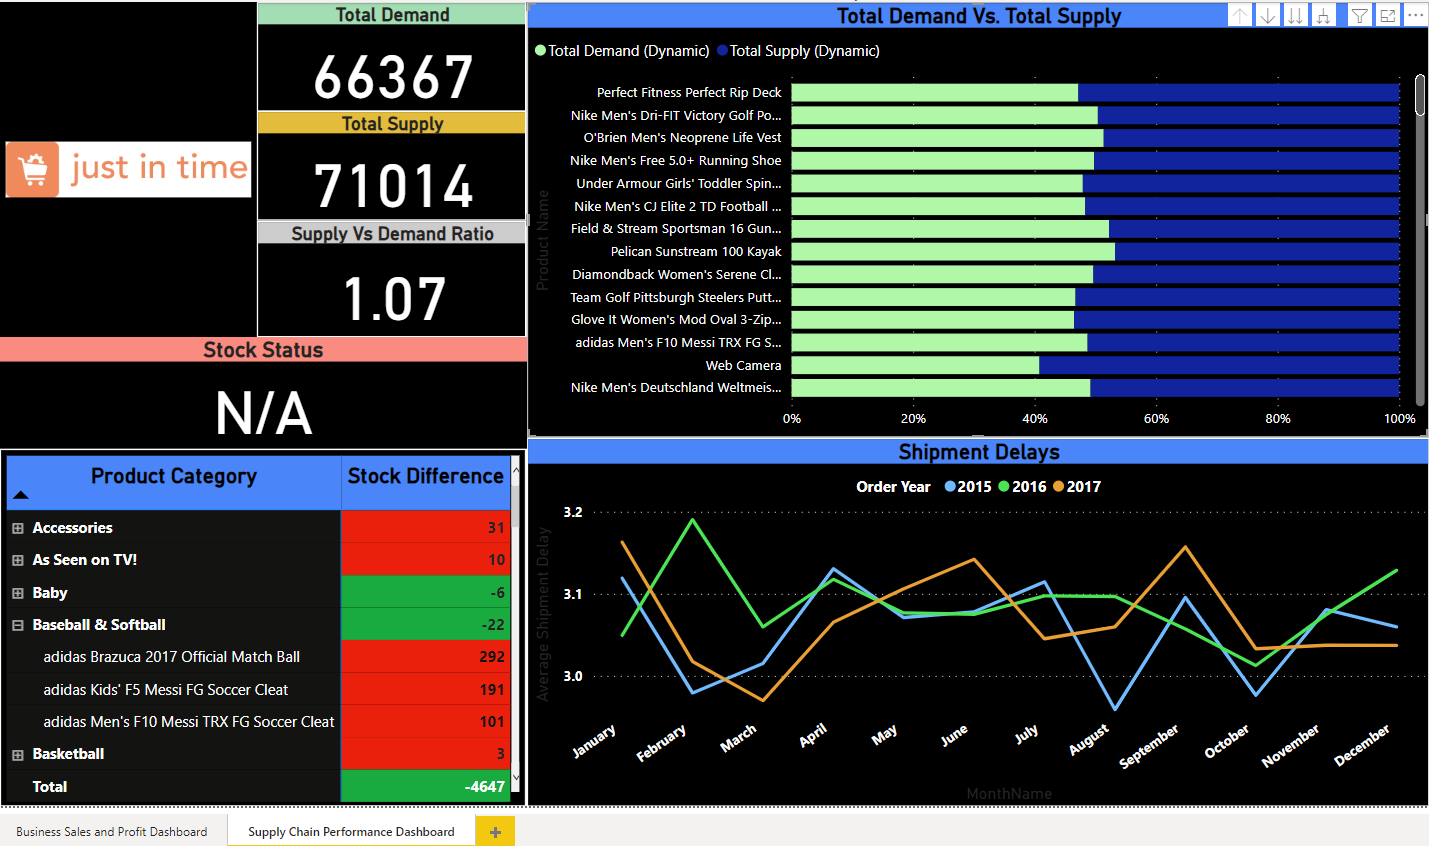 just in time
Total Demand
66367
Total Supply
71014
Supply Vs Demand Ratio
1.07
Stock Status
N/A
Product Category Stock Difference
Accessories 31
As Seen on TV! 10
Baby -6
Baseball & Softball -22
adidas Brazuca 2017 Official Match Ball 292
adidas Kids' F5 Messi FG Soccer Cleat 191
adidas Men's F10 Messi TRX FG Soccer Cleat 101
Basketball 3
Total -4647
Total Demand Vs. Total Supply
Total Demand (Dynamic) Total Supply (Dynamic)
Product Name
Perfect Fitness Perfect Rip Deck
Nike Men's Dri-FIT Victory Golf Po...
O'Brien Men's Neoprene Life Vest
Nike Men's Free 5.0+ Running Shoe
Under Armour Girls' Toddler Spin...
Nike Men's CJ Elite 2 TD Football ...
Field & Stream Sportsman 16 Gun...
Pelican Sunstream 100 Kayak
Diamondback Women's Serene Cl...
Team Golf Pittsburgh Steelers Putt...
Glove It Women's Mod Oval 3-Zip...
adidas Men's F10 Messi TRX FG S...
Web Camera
Nike Men's Deutschland Weltmeis...
0% 20% 40% 60% 80% 100%
Shipment Delays
Order Year 2015 2016 2017
Average Shipment Delay
3.2
3.1
3.0
January February March April May June July August September October November December
MonthName
Business Sales and Profit Dashboard Supply Chain Performance Dashboard +